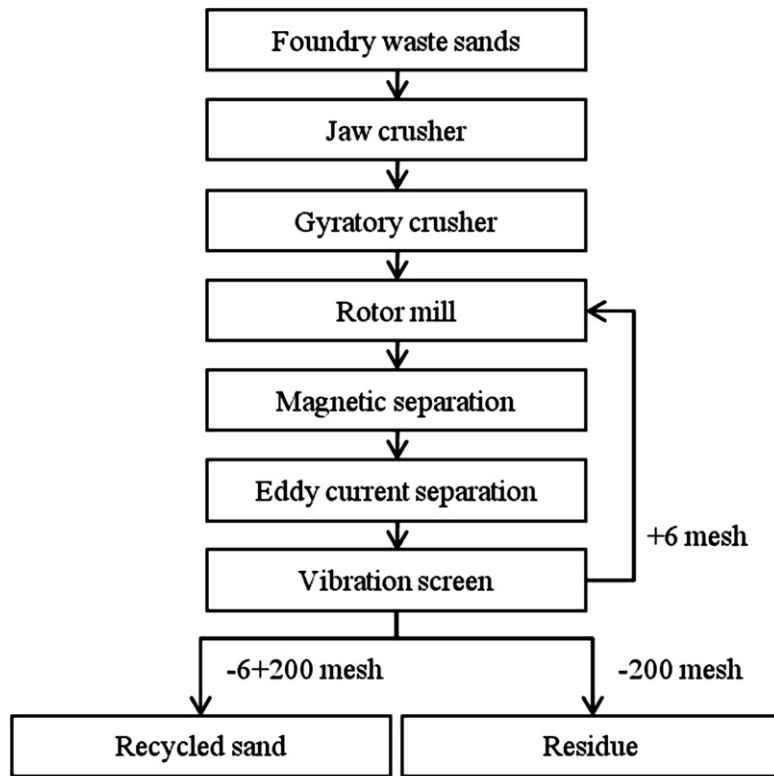 Foundry waste sands
Jaw crusher
Gyratory crusher
Rotor mill
Magnetic separation
Eddy current separation
+6 mesh
Vibration screen
-6+200 mesh
-200 mesh
Recycled sand
Residue